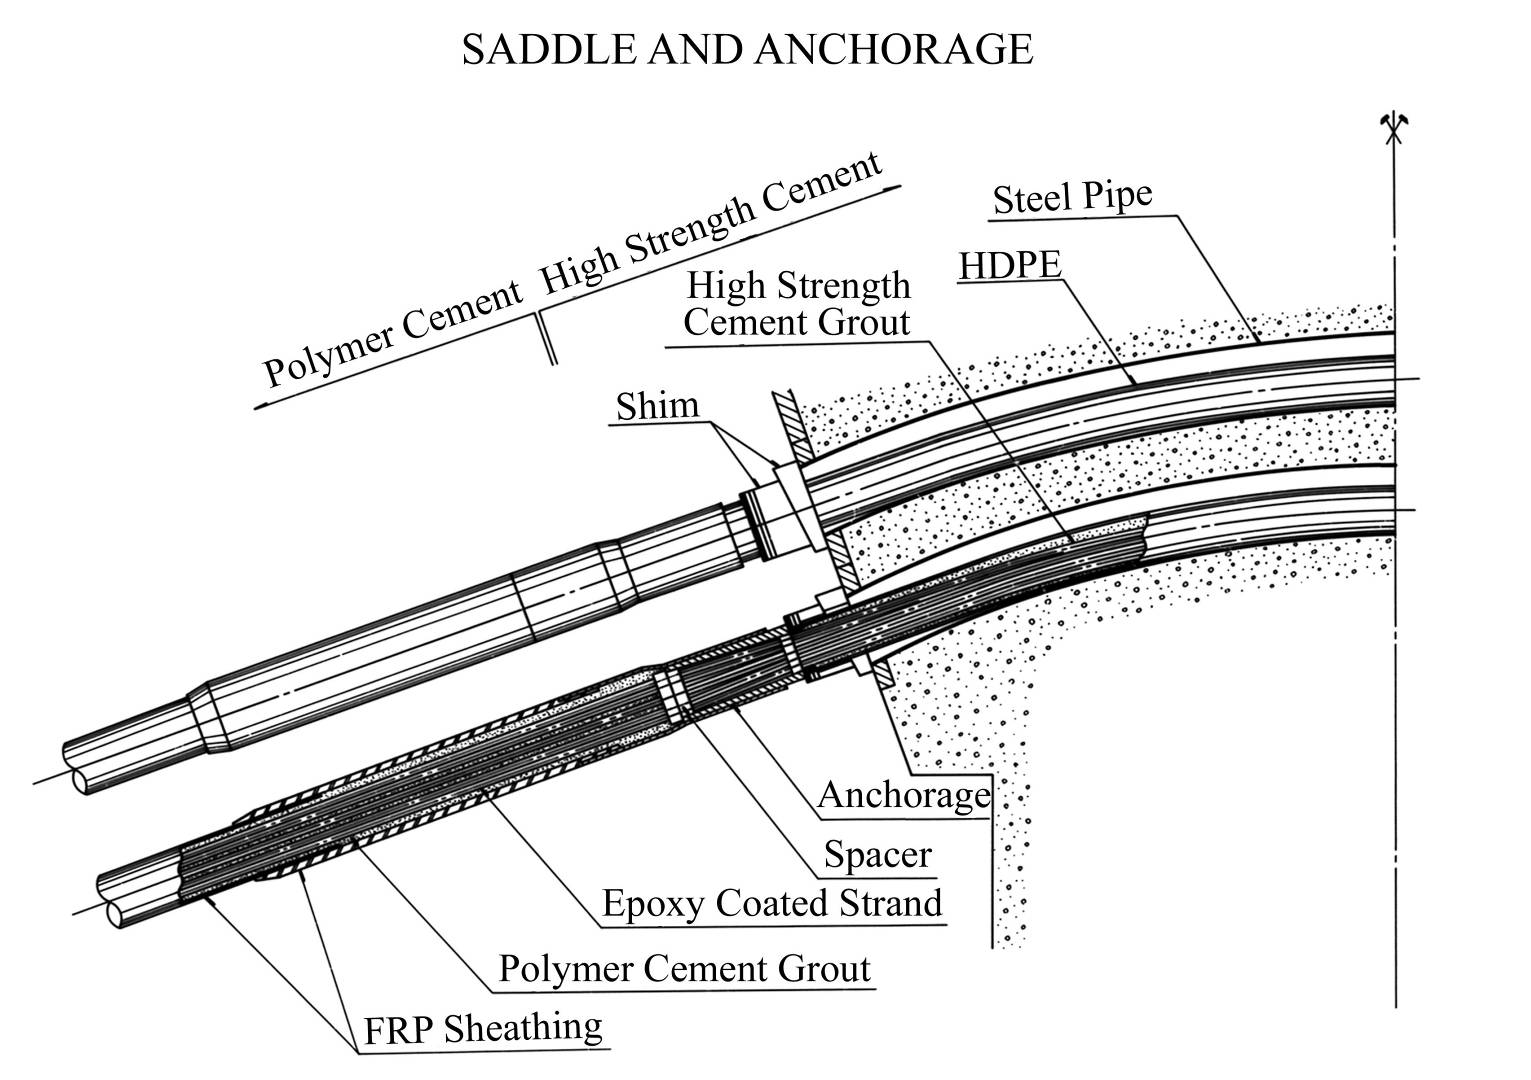 SADDLE AND ANCHORAGE
Polymer Cement
High Strength Cement
Steel Pipe
HDPE
High Strength
Cement Grout
Shim
Anchorage
Spacer
Epoxy Coated Strand
Polymer Cement Grout
FRP Sheathing